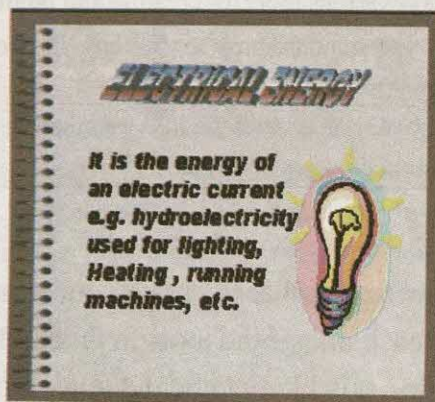 ELECTRICAL ENERGY
It is the energy of
an electric current
e.g. hydroelectricity
used for lighting,
Heating , running
machines, etc.